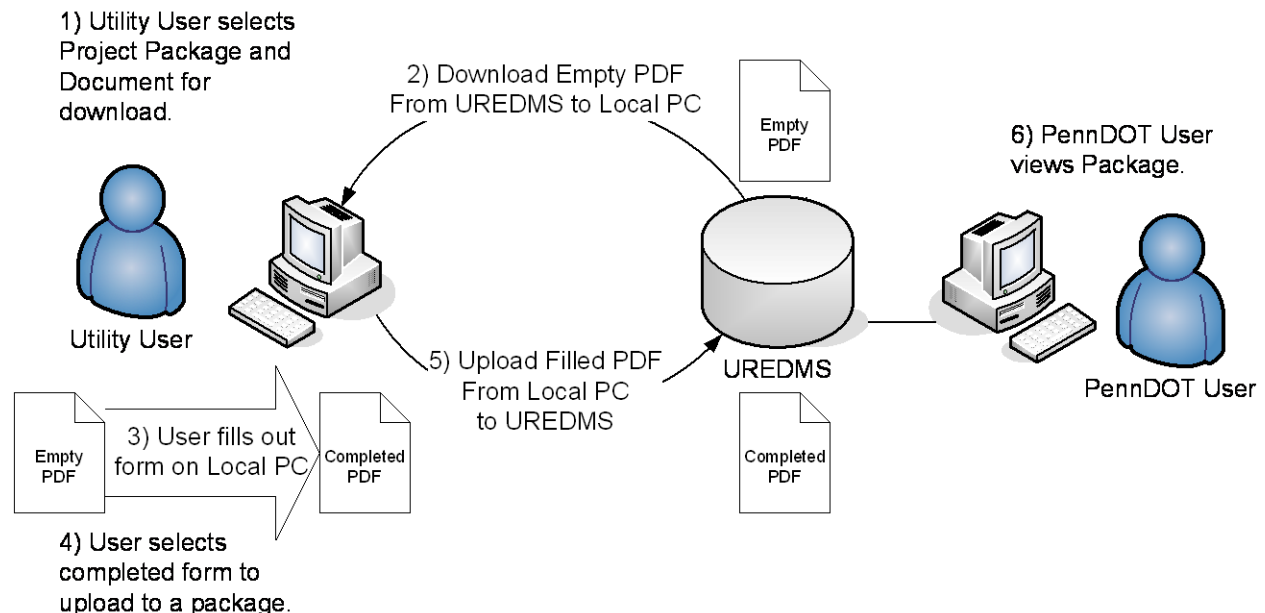 1) Utility User selects
Project Package and
Document for
download.
2) Download Empty PDF
From UREDMS to Local PC
Empty
PDF
6) PennDOT User
views Package.
Utility User
5) Upload Filled PDF
From Local PC
to UREDMS
UREDMS
PennDOT User
Empty
PDF
3) User fills out
form on Local PC
Completed
PDF
Completed
PDF
4) User selects
completed form to
upload to a package.